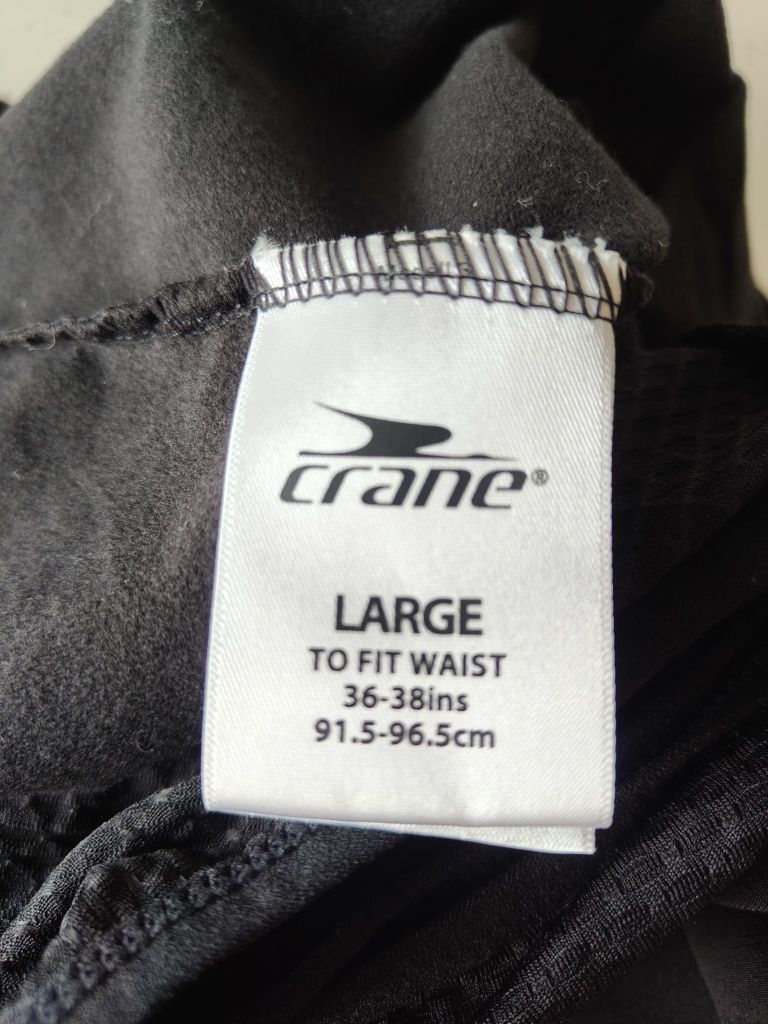 crane®
LARGE
TO FIT WAIST
36-38ins
91.5-96.5cm